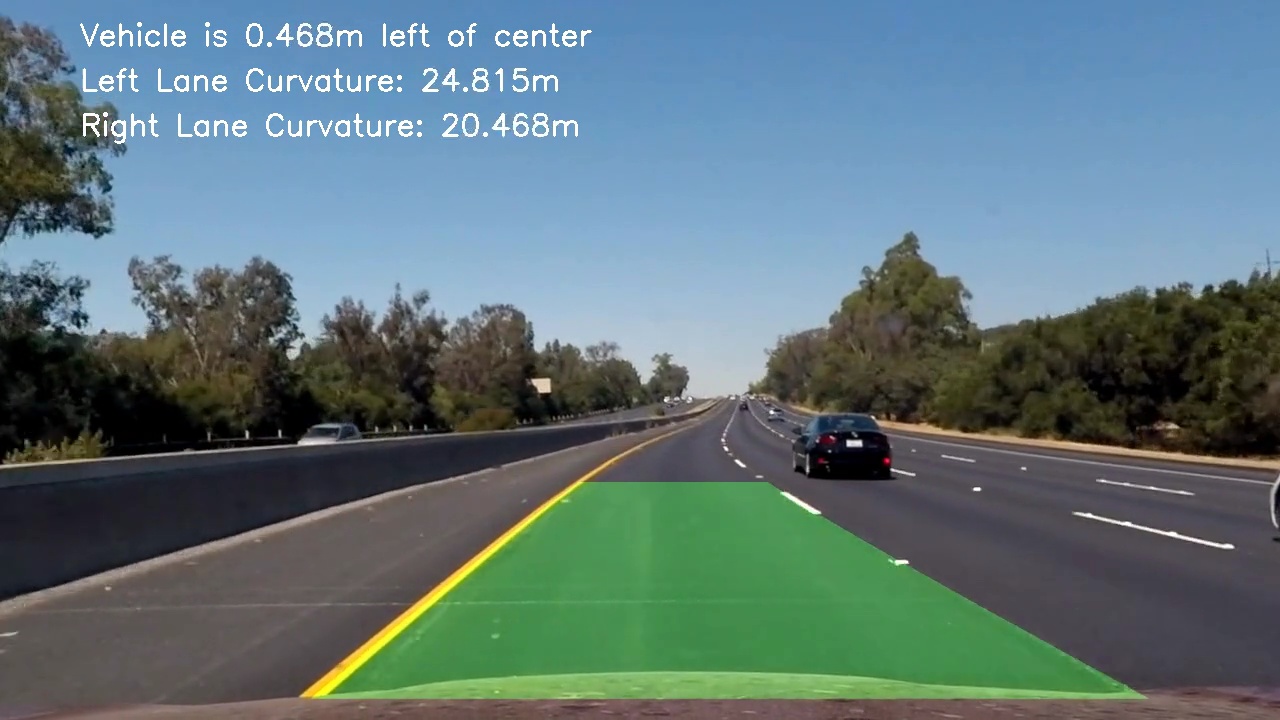 Vehicle is 0.468m left of center
Left Lane Curvature: 24.815m
Right Lane Curvature: 20.468m